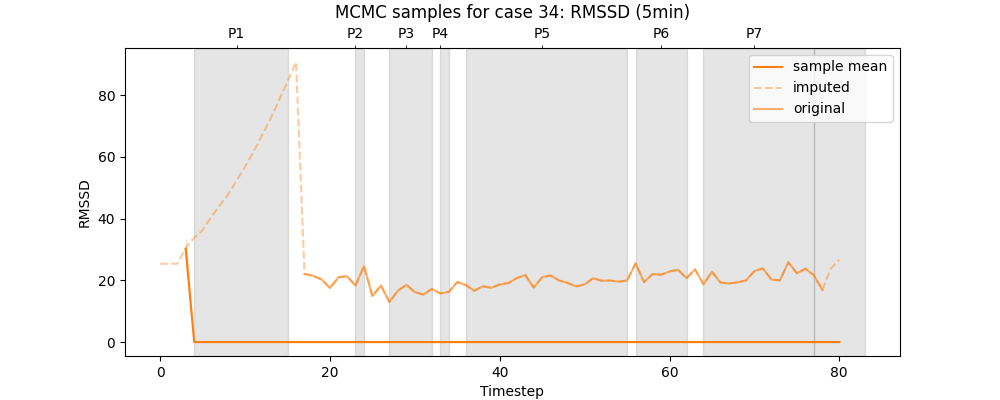 MCMC samples for case 34: RMSSD (5min)
P1 P2 P3 P4 P5 P6 P7
sample mean
imputed
original
80
60
40
20
0
RMSSD
0 20 40 60 80
Timestep